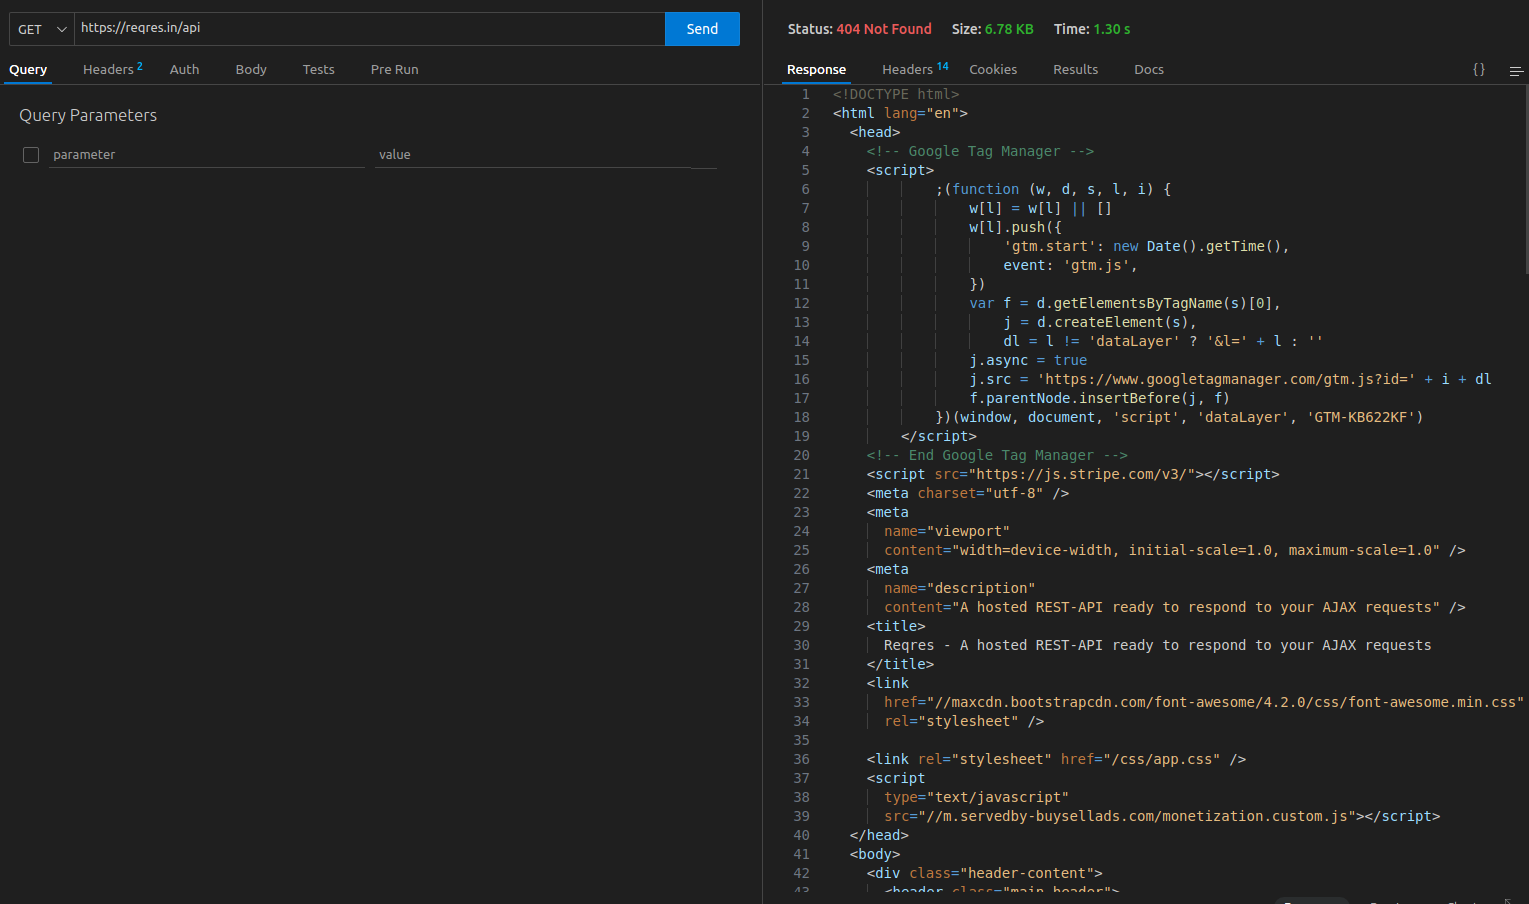 GET
https://reqres.in/api
Send
Query
Headers 2
Auth
Body
Tests
Pre Run
Query Parameters
parameter
value
Status: 404 Not Found Size: 6.78 KB Time: 1.30 s
Response
Headers 14
Cookies
Results
Docs
{}
1 <!DOCTYPE html>
2 <html lang="en">
3 <head>
4 <!-- Google Tag Manager -->
5 <script>
6 ;(function (w, d, s, l, i) {
7 w[l] = w[l] || []
8 w[l].push({
9 'gtm.start': new Date().getTime(),
10 event: 'gtm.js',
11 })
12 var f = d.getElementsByTagName(s)[0],
13 j = d.createElement(s),
14 dl = l != 'dataLayer' ? '&l=' + l : ''
15 j.async = true
16 j.src = 'https://www.googletagmanager.com/gtm.js?id=' + i + dl
17 f.parentNode.insertBefore(j, f)
18 })(window, document, 'script', 'dataLayer', 'GTM-KB622KF')
19 </script>
20 <!-- End Google Tag Manager -->
21 <script src="https://js.stripe.com/v3/"></script>
22 <meta charset="utf-8" />
23 <meta
24 name="viewport"
25 content="width=device-width, initial-scale=1.0, maximum-scale=1.0" />
26 <meta
27 name="description"
28 content="A hosted REST-API ready to respond to your AJAX requests" />
29 <title>
30 Reqres - A hosted REST-API ready to respond to your AJAX requests
31 </title>
32 <link
33 href="//maxcdn.bootstrapcdn.com/font-awesome/4.2.0/css/font-awesome.min.css"
34 rel="stylesheet" />
35
36 <link rel="stylesheet" href="/css/app.css" />
37 <script
38 type="text/javascript"
39 src="//m.servedby-buysellads.com/monetization.custom.js"></script>
40 </head>
41 <body>
42 <div class="header-content">
43 <header class="main-header">